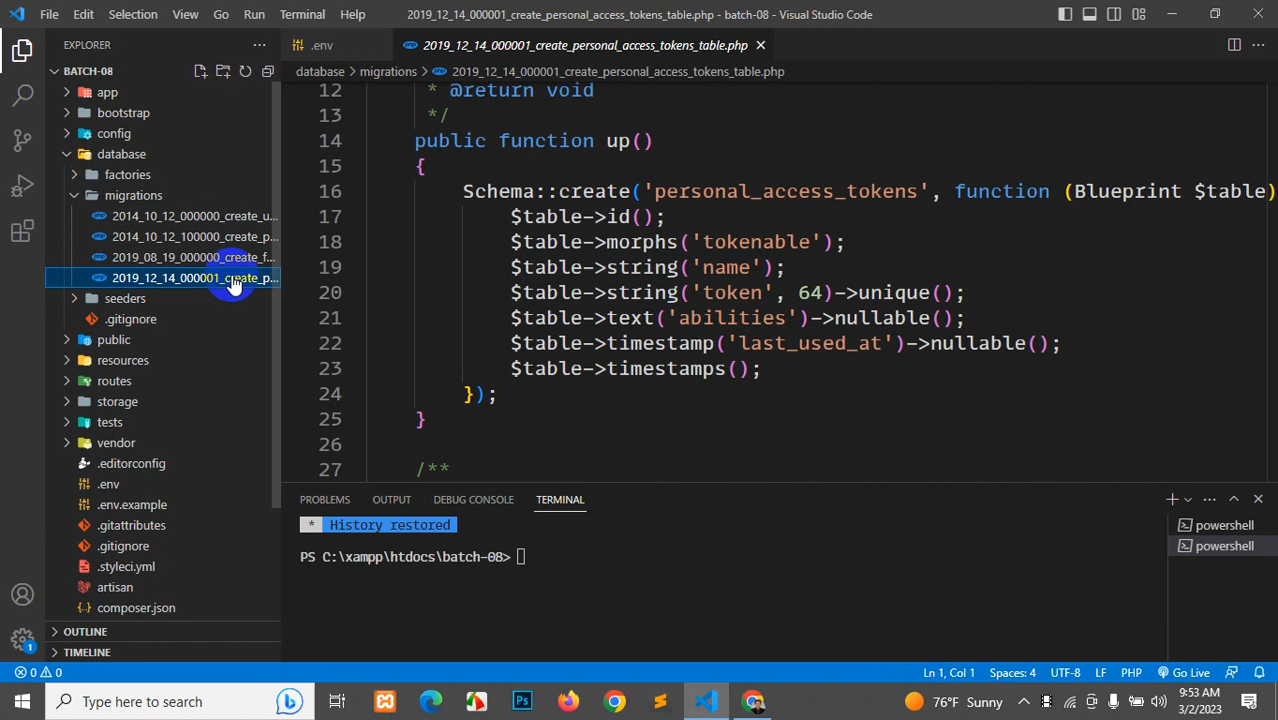 File Edit Selection View Go Run Terminal Help
2019_12_14_000001_create_personal_access_tokens_table.php - batch-08 - Visual Studio Code
EXPLORER
BATCH-08
app
bootstrap
config
database
factories
migrations
2014_10_12_000000_create_u...
2014_10_12_100000_create_p...
2019_08_19_000000_create_f...
2019_12_14_000001_create_p...
seeders
.gitignore
public
resources
routes
storage
tests
vendor
.editorconfig
.env
.env.example
.gitattributes
.gitignore
.styleci.yml
artisan
composer.json
OUTLINE
TIMELINE
.env
2019_12_14_000001_create_personal_access_tokens_table.php
database > migrations > 2019_12_14_000001_create_personal_access_tokens_table.php
12 * @return void
13 */
14 public function up()
15 {
16 Schema::create('personal_access_tokens', function (Blueprint $table)
17 $table->id();
18 $table->morphs('tokenable');
19 $table->string('name');
20 $table->string('token', 64)->unique();
21 $table->text('abilities')->nullable();
22 $table->timestamp('last_used_at')->nullable();
23 $table->timestamps();
24 });
25 }
26
27 /**
PROBLEMS OUTPUT DEBUG CONSOLE TERMINAL
* History restored
PS C:\xampp\htdocs\batch-08>
powershell
powershell
1
0 0
Ln 1, Col 1 Spaces: 4 UTF-8 LF PHP Go Live
Type here to search
Ps
76°F Sunny
9:53 AM
3/2/2023